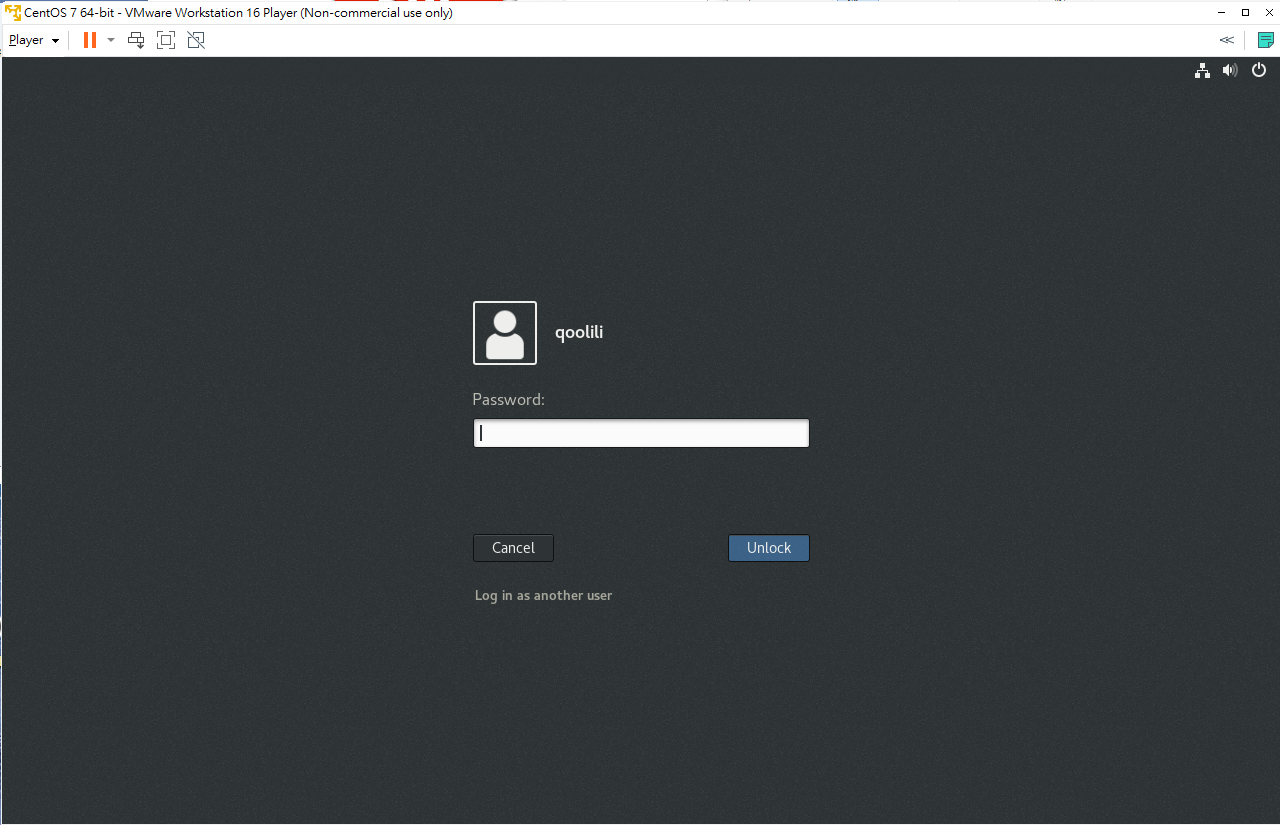 CentOS 7 64-bit - VMware Workstation 16 Player (Non-commercial use only)
Player
qoolili
Password:
Cancel
Unlock
Log in as another user